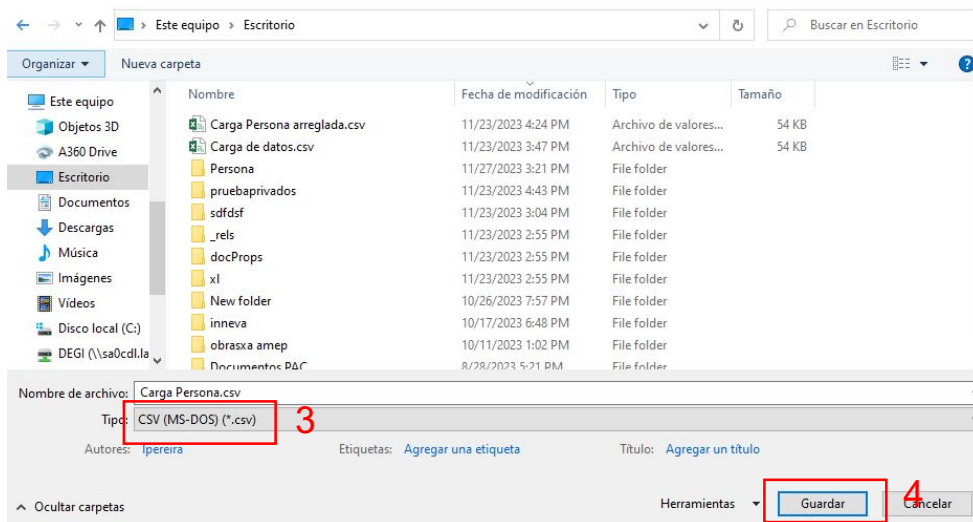 Este equipo > Escritorio
Buscar en Escritorio
Organizar
Nueva carpeta
Nombre Fecha de modificación Tipo Tamaño
Este equipo
Objetos 3D
A360 Drive
Escritorio
Documentos
Descargas
Música
Imágenes
Vídeos
Disco local (C:)
DEGI (\\sa0cdl.la
Carga Persona arreglada.csv 11/23/2023 4:24 PM Archivo de valores... 54 KB
Carga de datos.csv 11/23/2023 3:47 PM Archivo de valores... 54 KB
Persona 11/27/2023 3:21 PM File folder
pruebaprivados 11/23/2023 4:43 PM File folder
sdfdsf 11/23/2023 3:04 PM File folder
_rels 11/23/2023 2:55 PM File folder
docProps 11/23/2023 2:55 PM File folder
xl 11/23/2023 2:55 PM File folder
New folder 10/26/2023 7:57 PM File folder
inneva 10/17/2023 6:48 PM File folder
obrasxa amep 10/11/2023 1:02 PM File folder
Documentos PAC 8/28/2023 5:21 PM File folder
Nombre de archivo: Carga Persona.csv
Tipo: CSV (MS-DOS) (*.csv) 3
Autores: lpereira Etiquetas: Agregar una etiqueta Título: Agregar un título
Ocultar carpetas Herramientas Guardar 4 Cancelar